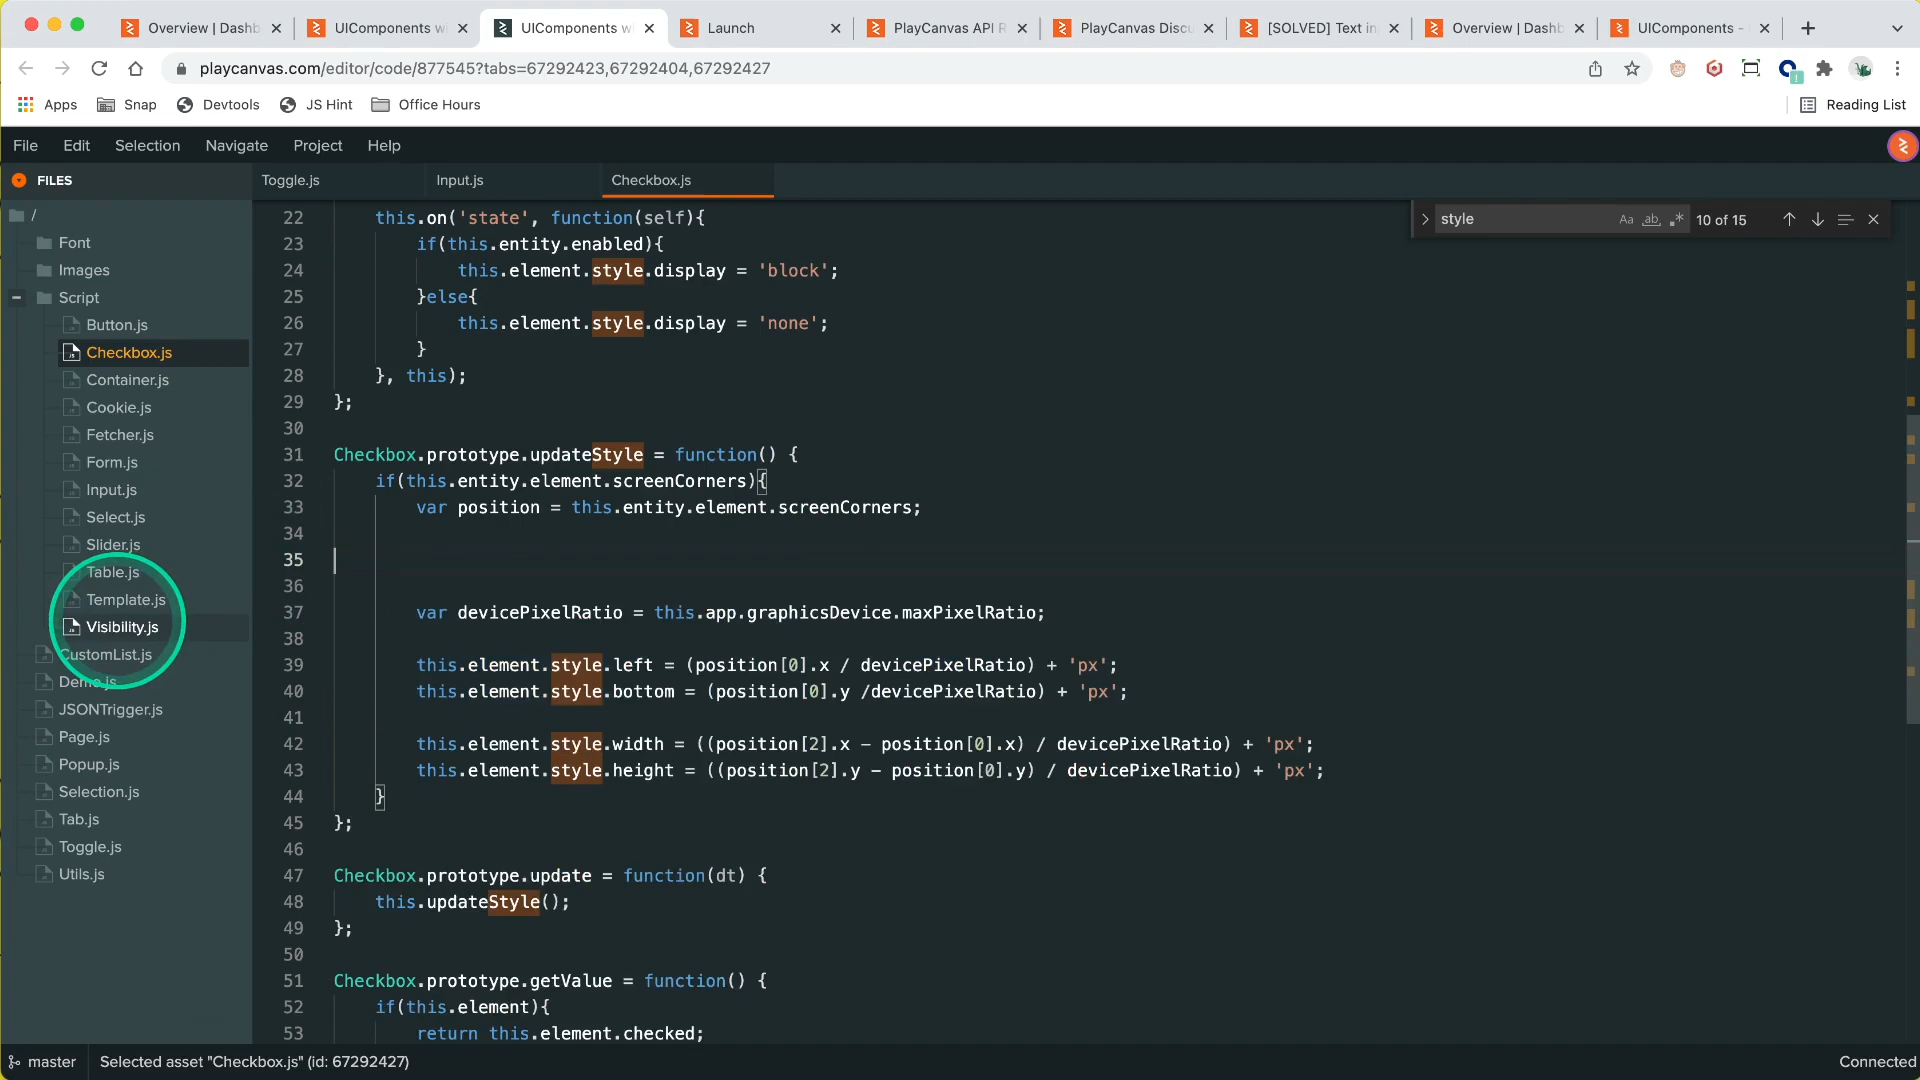 Overview | Dashb
UIComponents w
UIComponents w
Launch
PlayCanvas API R
PlayCanvas Discu
[SOLVED] Text in
Overview | Dashb
UIComponents -
playcanvas.com/editor/code/877545?tabs=67292423,67292404,67292427
Apps
Snap
Devtools
JS Hint
Office Hours
Reading List
File
Edit
Selection
Navigate
Project
Help
FILES
/
Font
Images
Script
Button.js
Checkbox.js
Container.js
Cookie.js
Fetcher.js
Form.js
Input.js
Select.js
Slider.js
Table.js
Template.js
Visibility.js
CustomList.js
Demo.js
JSONTrigger.js
Page.js
Popup.js
Selection.js
Tab.js
Toggle.js
Utils.js
Toggle.js
Input.js
Checkbox.js
style
Aa
ab
10 of 15
22 this.on('state', function(self){
23 if(this.entity.enabled){
24 this.element.style.display = 'block';
25 }else{
26 this.element.style.display = 'none';
27 }
28 }, this);
29 };
30
31 Checkbox.prototype.updateStyle = function() {
32 if(this.entity.element.screenCorners){
33 var position = this.entity.element.screenCorners;
34
35
36
37 var devicePixelRatio = this.app.graphicsDevice.maxPixelRatio;
38
39 this.element.style.left = (position[0].x / devicePixelRatio) + 'px';
40 this.element.style.bottom = (position[0].y /devicePixelRatio) + 'px';
41
42 this.element.style.width = ((position[2].x - position[0].x) / devicePixelRatio) + 'px';
43 this.element.style.height = ((position[2].y - position[0].y) / devicePixelRatio) + 'px';
44 }
45 };
46
47 Checkbox.prototype.update = function(dt) {
48 this.updateStyle();
49 };
50
51 Checkbox.prototype.getValue = function() {
52 if(this.element){
53 return this.element.checked;
master
Selected asset "Checkbox.js" (id: 67292427)
Connected